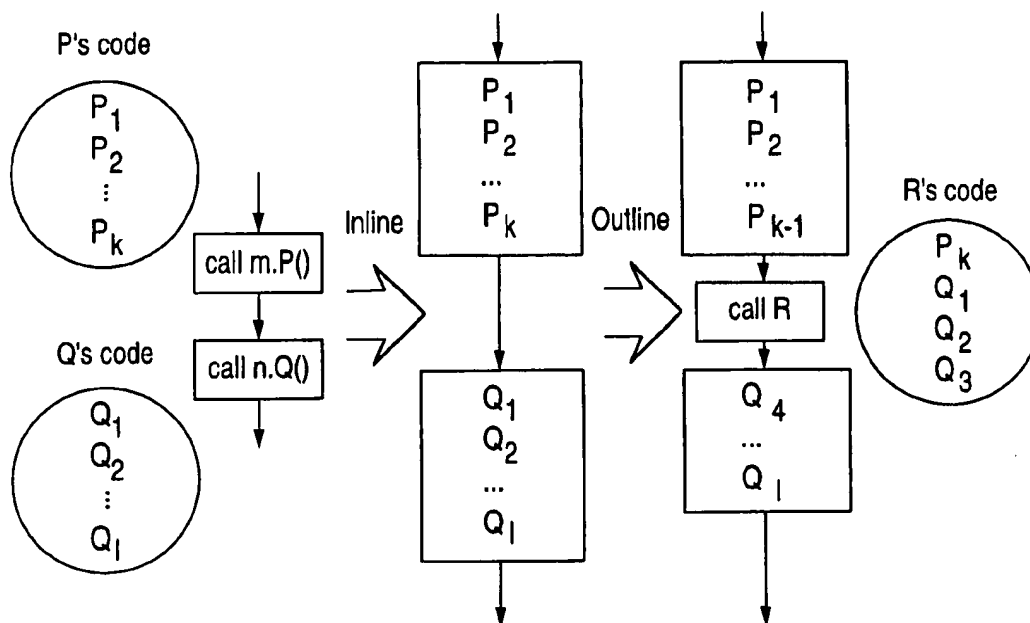 P's code
P₁
P₂
...
Pₖ
call m.P()
call n.Q()
Q's code
Q₁
Q₂
...
Qₗ
Inline
P₁
P₂
...
Pₖ
Q₁
Q₂
...
Qₗ
Outline
P₁
P₂
...
Pₖ₋₁
call R
Q₄
...
Qₗ
R's code
Pₖ
Q₁
Q₂
Q₃